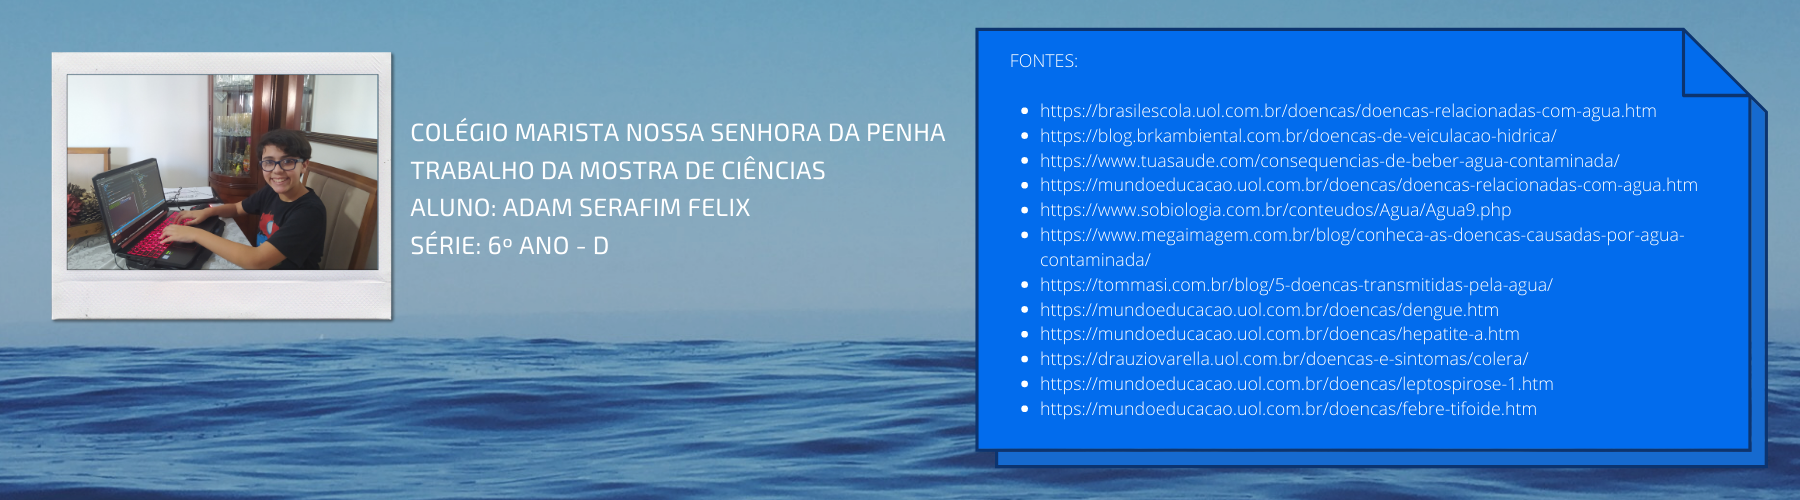 COLÉGIO MARISTA NOSSA SENHORA DA PENHA
TRABALHO DA MOSTRA DE CIÊNCIAS
ALUNO: ADAM SERAFIM FELIX
SÉRIE: 6º ANO - D
FONTES:
https://brasilescola.uol.com.br/doencas/doencas-relacionadas-com-agua.htm
https://blog.brkambiental.com.br/doencas-de-veiculacao-hidrica/
https://www.tuasaude.com/consequencias-de-beber-agua-contaminada/
https://mundoeducacao.uol.com.br/doencas/doencas-relacionadas-com-agua.htm
https://www.sobiologia.com.br/conteudos/Agua/Agua9.php
https://www.megaimagem.com.br/blog/conheca-as-doencas-causadas-por-agua-
contaminada/
https://tommasi.com.br/blog/5-doencas-transmitidas-pela-agua/
https://mundoeducacao.uol.com.br/doencas/dengue.htm
https://mundoeducacao.uol.com.br/doencas/hepatite-a.htm
https://drauziovarella.uol.com.br/doencas-e-sintomas/colera/
https://mundoeducacao.uol.com.br/doencas/leptospirose-1.htm
https://mundoeducacao.uol.com.br/doencas/febre-tifoide.htm